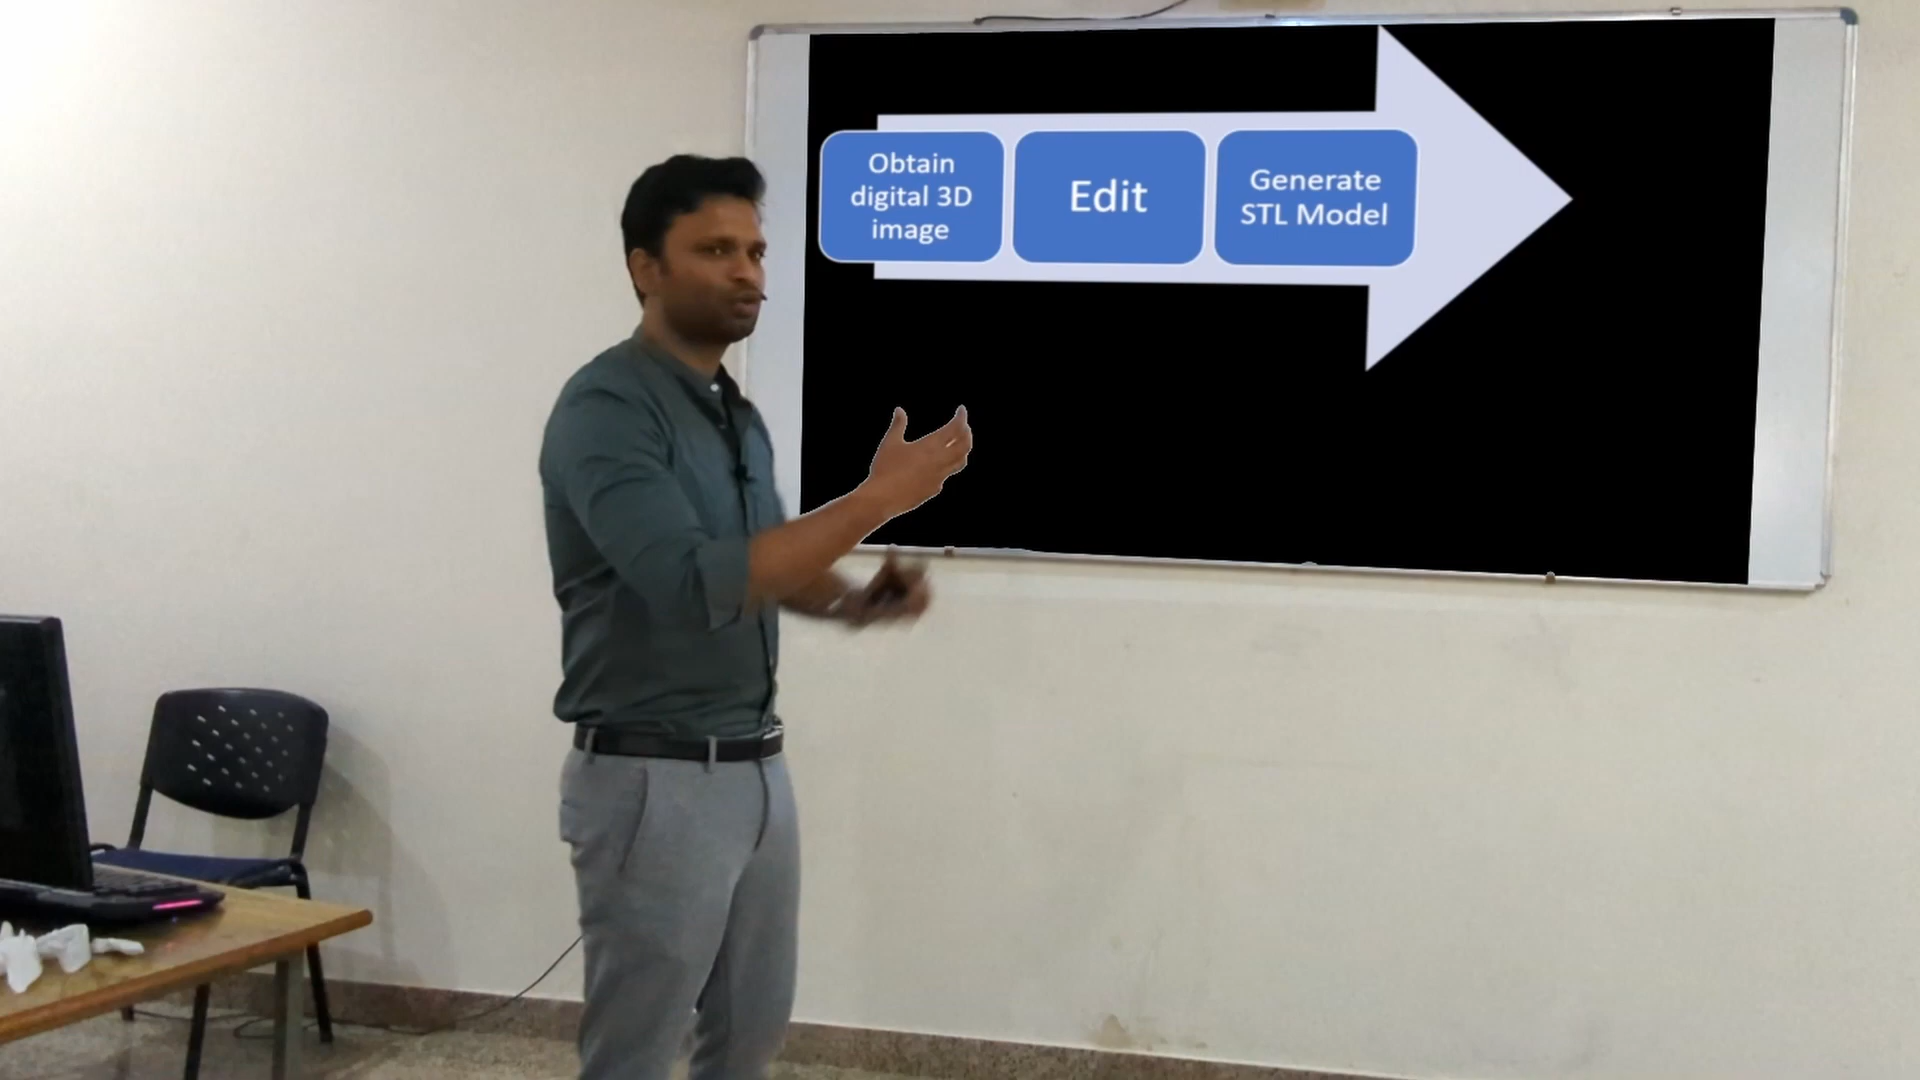 Obtain
digital 3D
image
Edit
Generate
STL Model